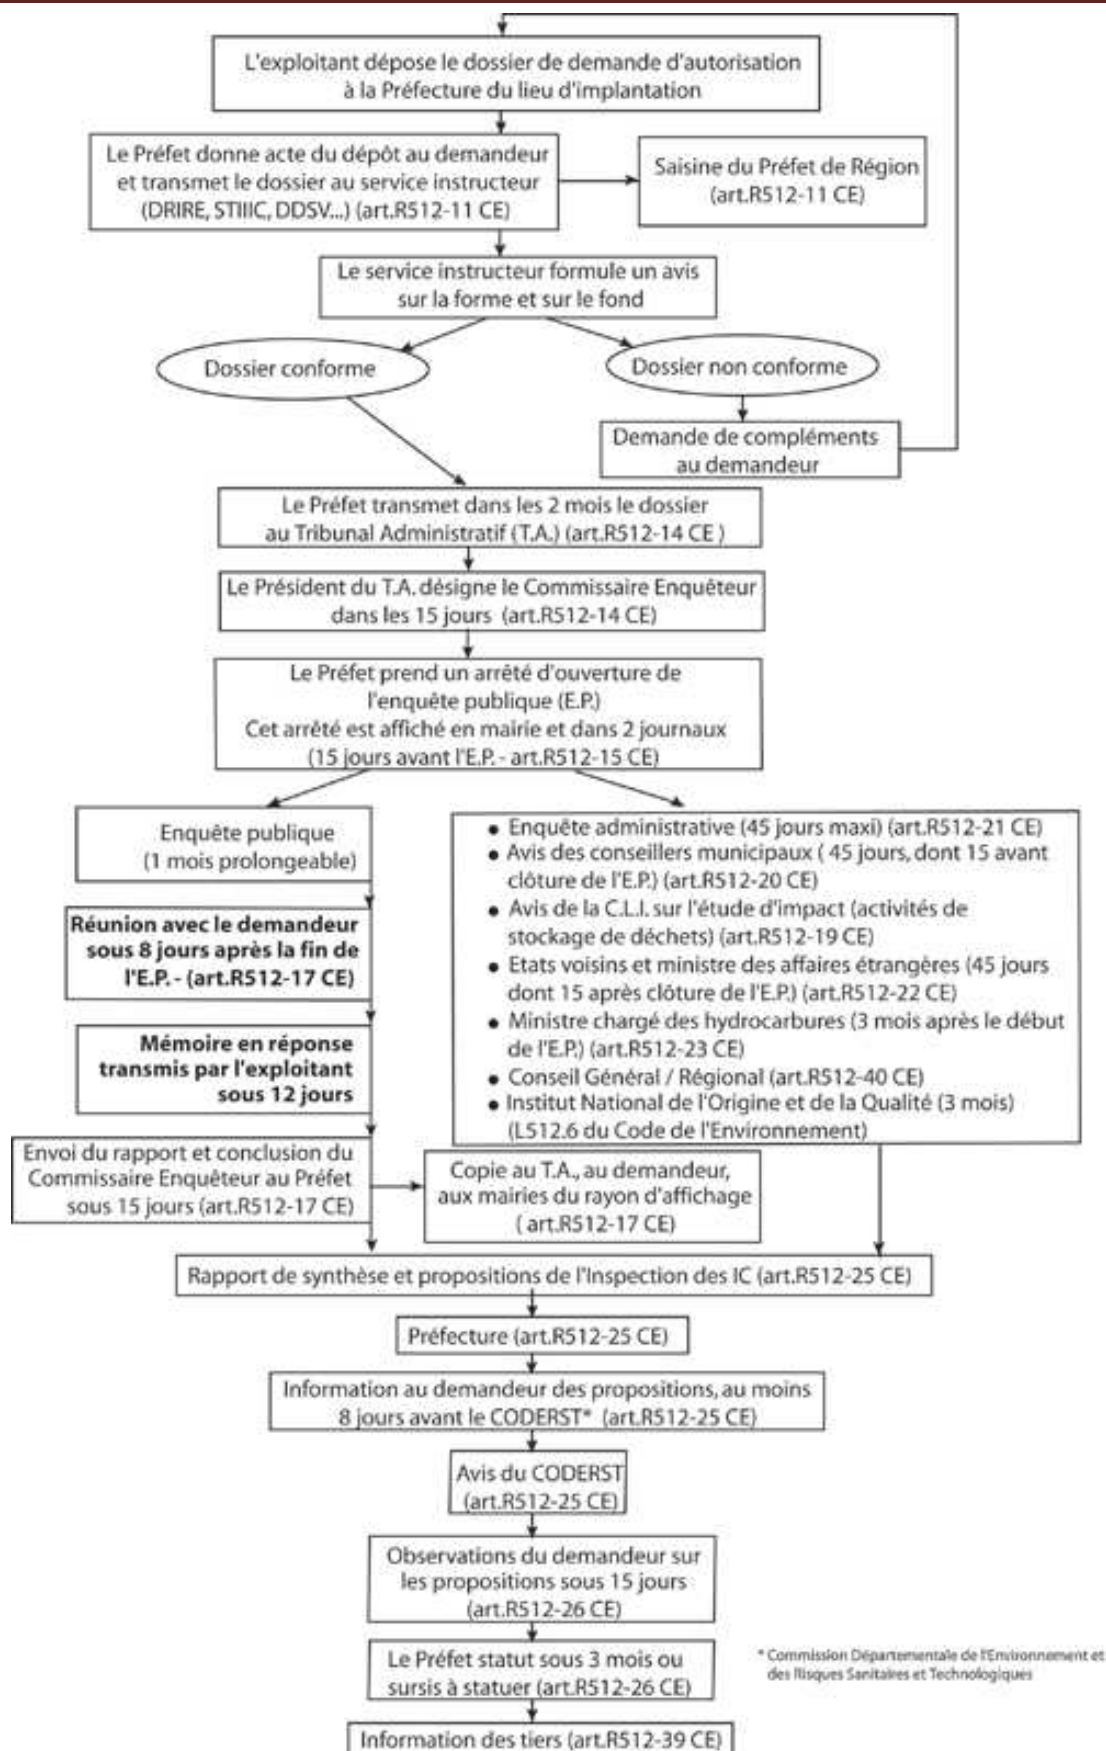 L'exploitant dépose le dossier de demande d'autorisation
à la Préfecture du lieu d'implantation
Le Préfet donne acte du dépôt au demandeur
et transmet le dossier au service instructeur
(DRIRE, STIIIC, DDSV...) (art.R512-11 CE)
Saisine du Préfet de Région
(art.R512-11 CE)
Le service instructeur formule un avis
sur la forme et sur le fond
Dossier conforme
Dossier non conforme
Demande de compléments
au demandeur
Le Préfet transmet dans les 2 mois le dossier
au Tribunal Administratif (T.A.) (art.R512-14 CE )
Le Président du T.A. désigne le Commissaire Enquêteur
dans les 15 jours (art.R512-14 CE)
Le Préfet prend un arrêté d'ouverture de
l'enquête publique (E.P.)
Cet arrêté est affiché en mairie et dans 2 journaux
(15 jours avant l'E.P. - art.R512-15 CE)
Enquête publique
(1 mois prolongeable)
Réunion avec le demandeur
sous 8 jours après la fin de
l'E.P. - (art.R512-17 CE)
Mémoire en réponse
transmis par l'exploitant
sous 12 jours
Envoi du rapport et conclusion du
Commissaire Enquêteur au Préfet
sous 15 jours (art.R512-17 CE)
● Enquête administrative (45 jours maxi) (art.R512-21 CE)
● Avis des conseillers municipaux ( 45 jours, dont 15 avant
clôture de l'E.P.) (art.R512-20 CE)
● Avis de la C.L.I. sur l'étude d'impact (activités de
stockage de déchets) (art.R512-19 CE)
● Etats voisins et ministre des affaires étrangères (45 jours
dont 15 après clôture de l'E.P.) (art.R512-22 CE)
● Ministre chargé des hydrocarbures (3 mois après le début
de l'E.P.) (art.R512-23 CE)
● Conseil Général / Régional (art.R512-40 CE)
● Institut National de l'Origine et de la Qualité (3 mois)
(L512.6 du Code de l'Environnement)
Copie au T.A., au demandeur,
aux mairies du rayon d'affichage
( art.R512-17 CE)
Rapport de synthèse et propositions de l'Inspection des IC (art.R512-25 CE)
Préfecture (art.R512-25 CE)
Information au demandeur des propositions, au moins
8 jours avant le CODERST* (art.R512-25 CE)
Avis du CODERST
(art.R512-25 CE)
Observations du demandeur sur
les propositions sous 15 jours
(art.R512-26 CE)
Le Préfet statut sous 3 mois ou
sursis à statuer (art.R512-26 CE)
* Commission Départementale de l'Environnement et
des Risques Sanitaires et Technologiques
Information des tiers (art.R512-39 CE)